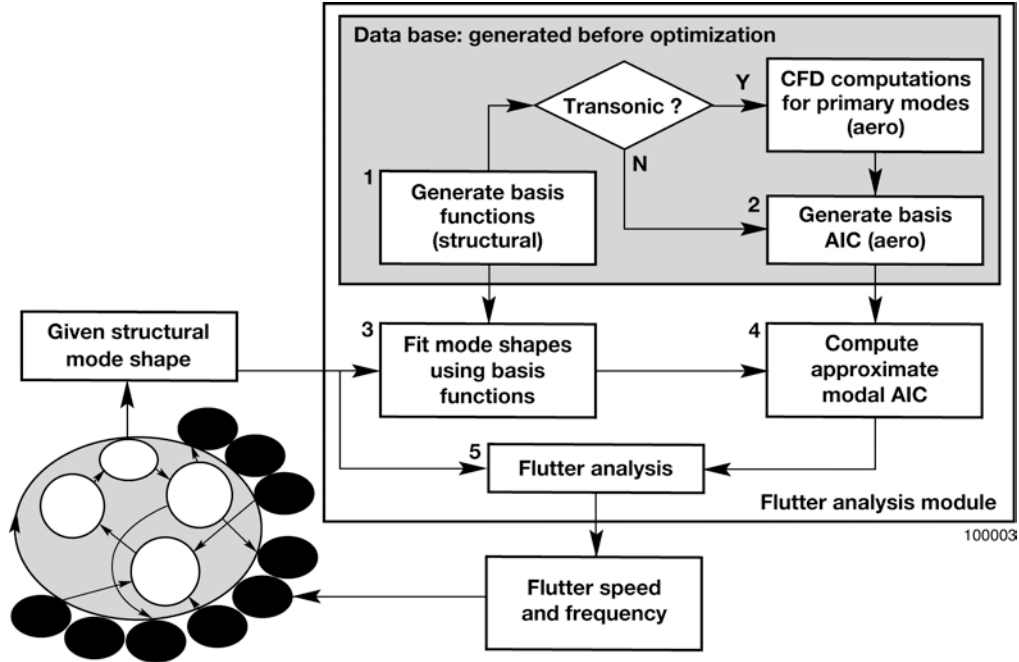 Data base: generated before optimization
Transonic ?
Y
N
CFD computations
for primary modes
(aero)
1
Generate basis
functions
(structural)
2
Generate basis
AIC (aero)
Given structural
mode shape
3
Fit mode shapes
using basis
functions
4
Compute
approximate
modal AIC
5
Flutter analysis
Flutter analysis module
100003
Flutter speed
and frequency